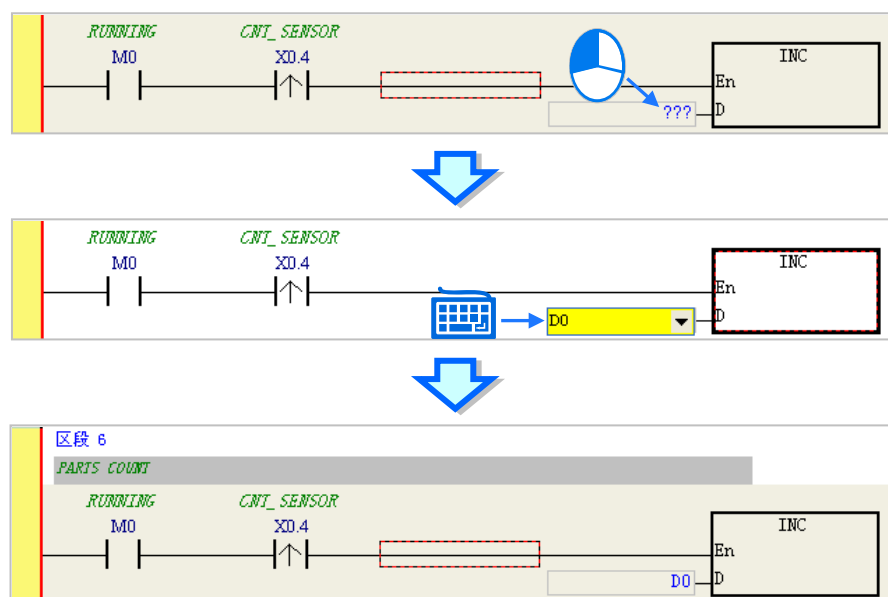 RUNNING CNT_SENSOR
M0 X0.4 INC
En
??? D
RUNNING CNT_SENSOR
M0 X0.4 INC
En
D0 D
区段 6
PARTS COUNT
RUNNING CNT_SENSOR
M0 X0.4 INC
En
D0 D